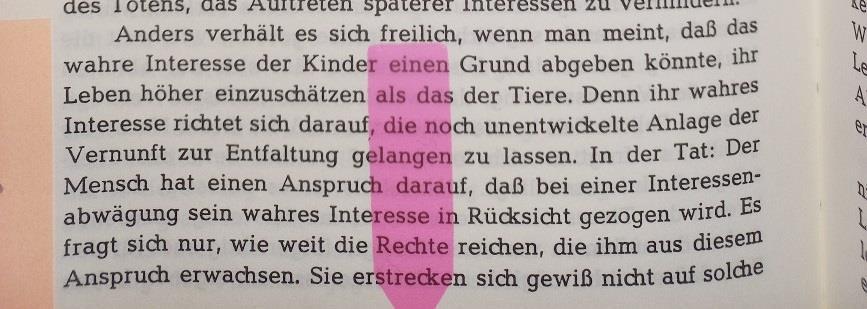 des Tötens, das Auftreten späterer Interessen zu vermindern.
Anders verhält es sich freilich, wenn man meint, daß das
wahre Interesse der Kinder einen Grund abgeben könnte, ihr
Leben höher einzuschätzen als das der Tiere. Denn ihr wahres
Interesse richtet sich darauf, die noch unentwickelte Anlage der
Vernunft zur Entfaltung gelangen zu lassen. In der Tat: Der
Mensch hat einen Anspruch darauf, daß bei einer Interessen-
abwägung sein wahres Interesse in Rücksicht gezogen wird. Es
fragt sich nur, wie weit die Rechte reichen, die ihm aus diesem
Anspruch erwachsen. Sie erstrecken sich gewiß nicht auf solche